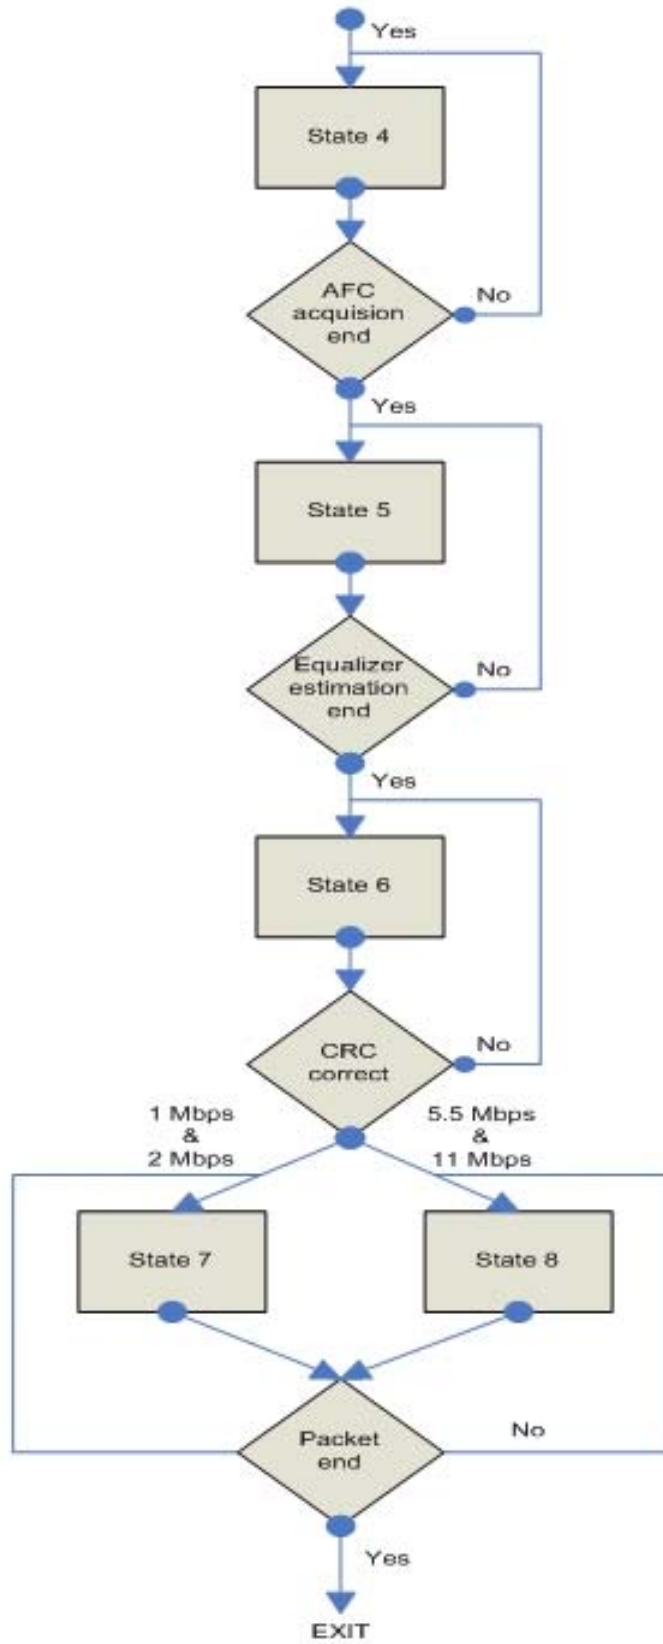 Yes
State 4
AFC
acquision
end
No
Yes
State 5
Equalizer
estimation
end
No
Yes
State 6
CRC
correct
No
1 Mbps
&
2 Mbps
5.5 Mbps
&
11 Mbps
State 7
State 8
Packet
end
No
Yes
EXIT